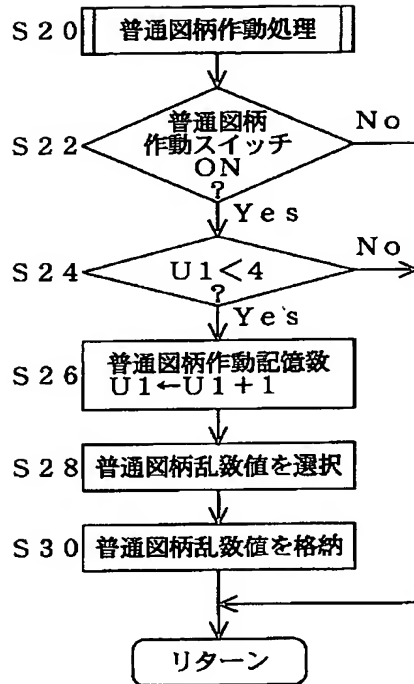 S20 普通図柄作動処理
S22 普通図柄
作動スイッチ
ON
?
No
Yes
S24 U1<4
?
No
Yes
S26 普通図柄作動記憶数
U1←U1+1
S28 普通図柄乱数値を選択
S30 普通図柄乱数値を格納
リターン